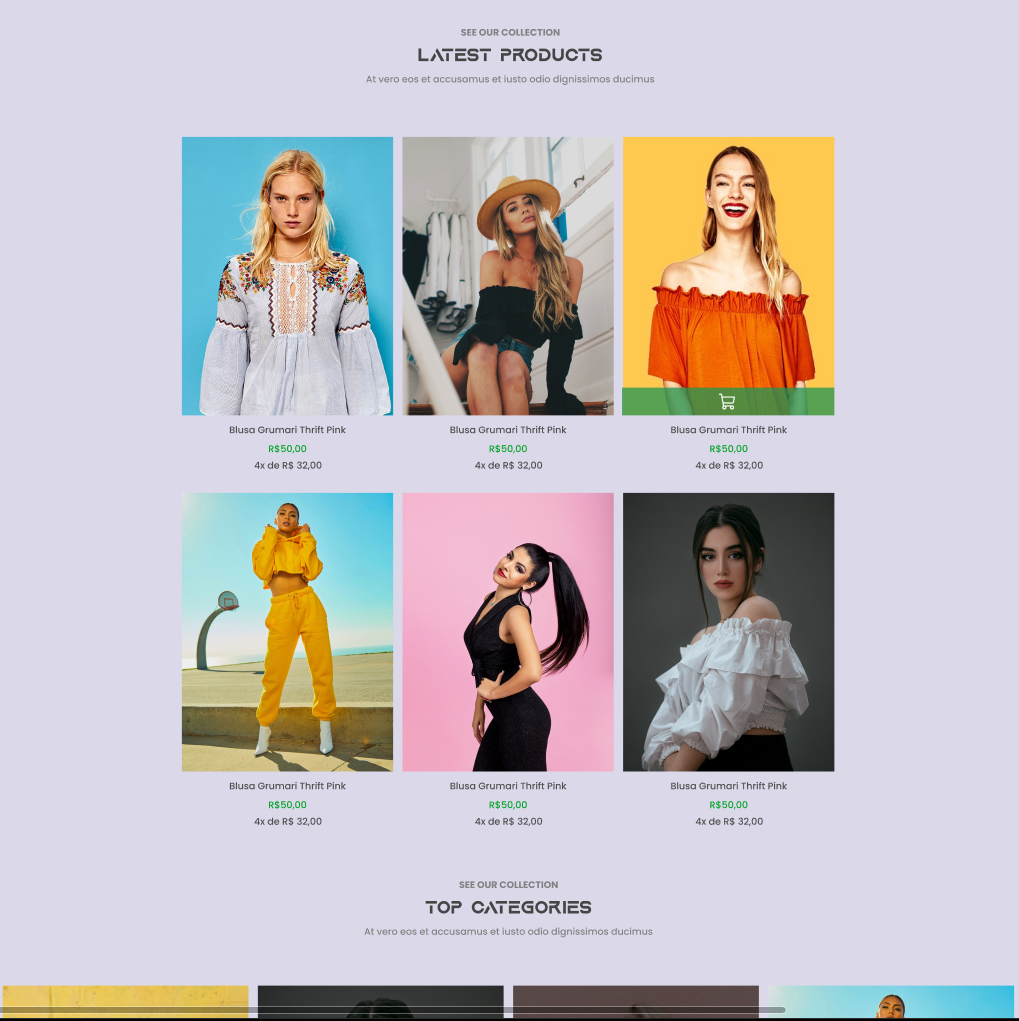 SEE OUR COLLECTION
LATEST PRODUCTS
At vero eos et accusamus et iusto odio dignissimos ducimus
Blusa Grumari Thrift Pink
R$50,00
4x de R$ 32,00
Blusa Grumari Thrift Pink
R$50,00
4x de R$ 32,00
Blusa Grumari Thrift Pink
R$50,00
4x de R$ 32,00
Blusa Grumari Thrift Pink
R$50,00
4x de R$ 32,00
Blusa Grumari Thrift Pink
R$50,00
4x de R$ 32,00
Blusa Grumari Thrift Pink
R$50,00
4x de R$ 32,00
SEE OUR COLLECTION
TOP CATEGORIES
At vero eos et accusamus et iusto odio dignissimos ducimus